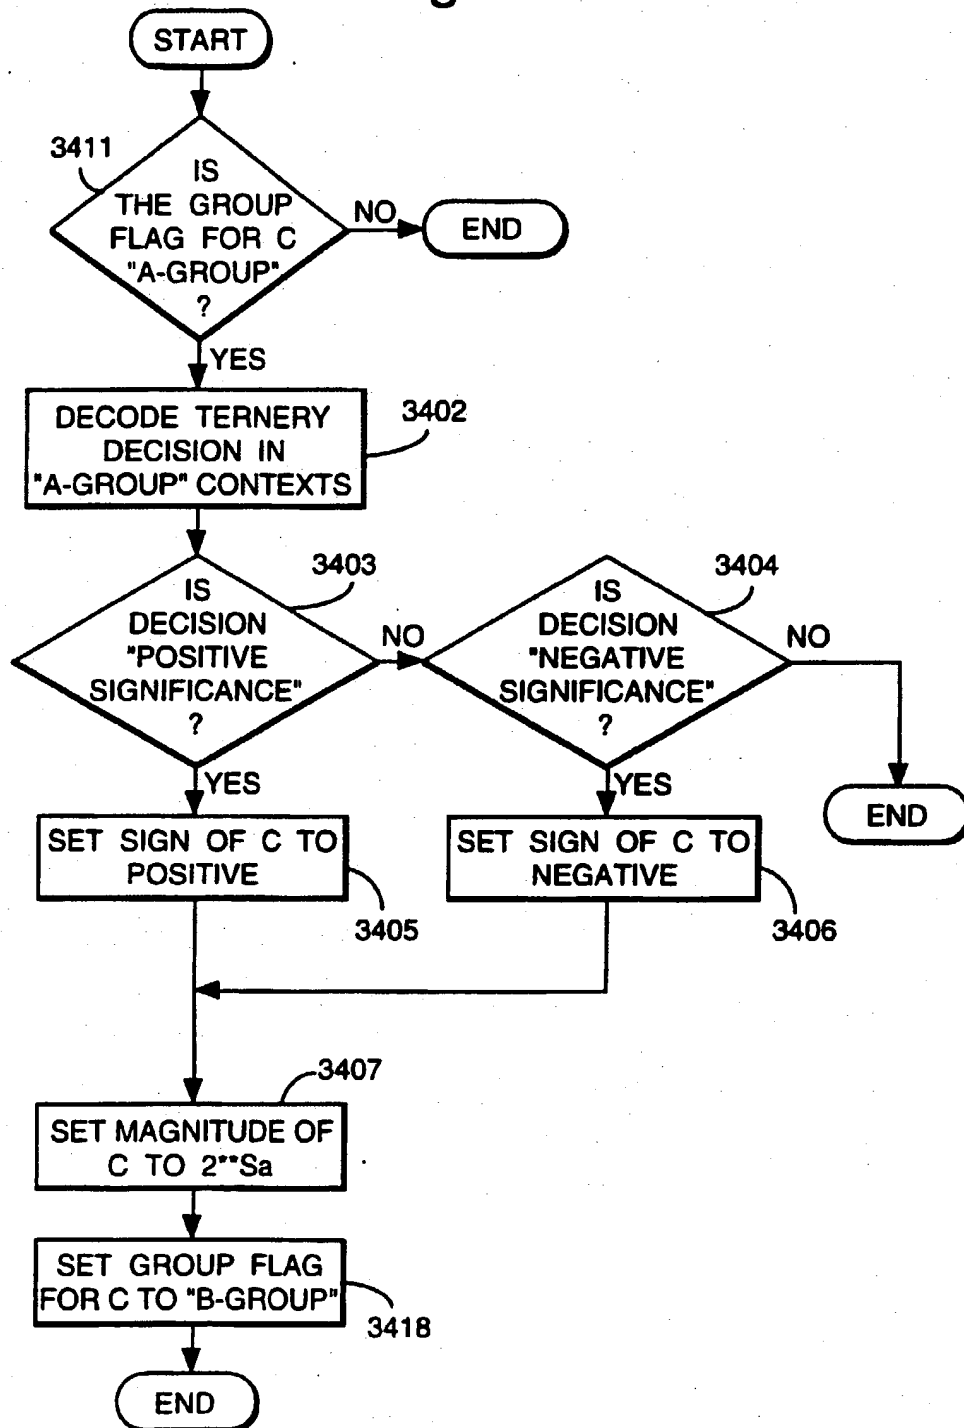 START
3411
IS
THE GROUP
FLAG FOR C
"A-GROUP"
?
NO
END
YES
DECODE TERNERY
DECISION IN
"A-GROUP" CONTEXTS
3402
3403
IS
DECISION
"POSITIVE
SIGNIFICANCE"
?
NO
3404
IS
DECISION
"NEGATIVE
SIGNIFICANCE"
?
NO
END
YES
YES
SET SIGN OF C TO
POSITIVE
3405
SET SIGN OF C TO
NEGATIVE
3406
3407
SET MAGNITUDE OF
C TO 2**Sa
SET GROUP FLAG
FOR C TO "B-GROUP"
3418
END